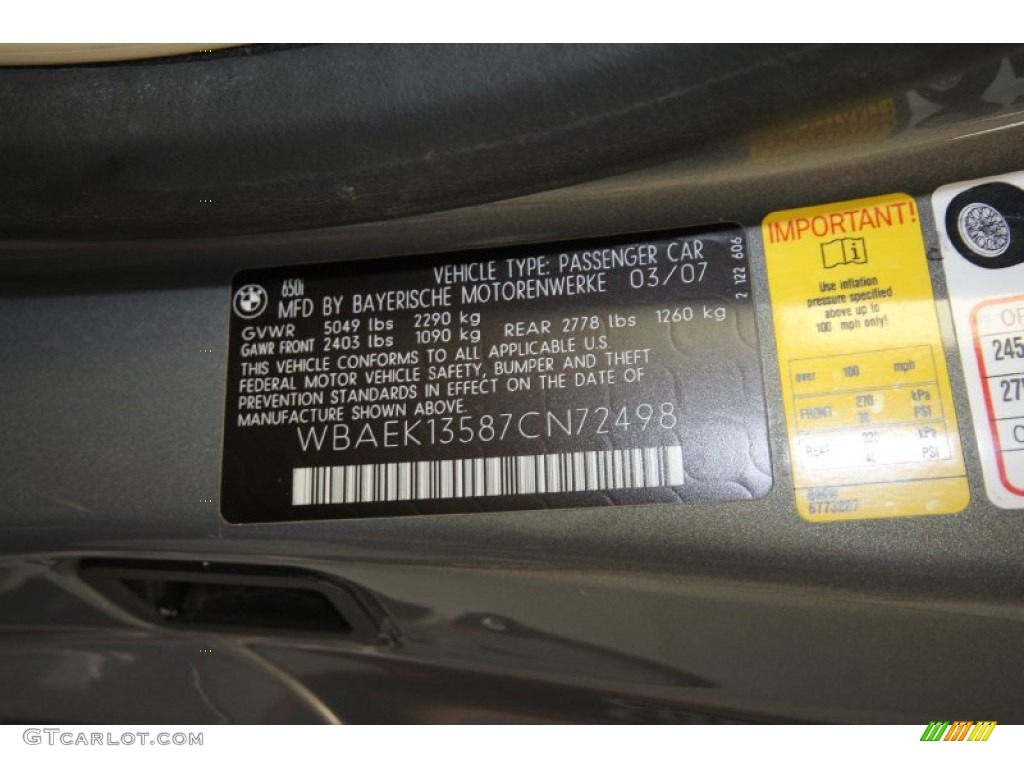 650i VEHICLE TYPE: PASSENGER CAR
MFD BY BAYERISCHE MOTORENWERKE 03/07
GVWR 5049 lbs 2290 kg
GAWR FRONT 2403 lbs 1090 kg REAR 2778 lbs 1260 kg
THIS VEHICLE CONFORMS TO ALL APPLICABLE U.S.
FEDERAL MOTOR VEHICLE SAFETY, BUMPER AND THEFT
PREVENTION STANDARDS IN EFFECT ON THE DATE OF
MANUFACTURE SHOWN ABOVE.
WBAEK13587CN72498
2 122 606
IMPORTANT!
i
Use inflation
pressure specified
above up to
100 mph only!
over 100 mph
FRONT 270 kPa
PSI
REAR kPa
PSI
6773287
245
GTCarLot.com